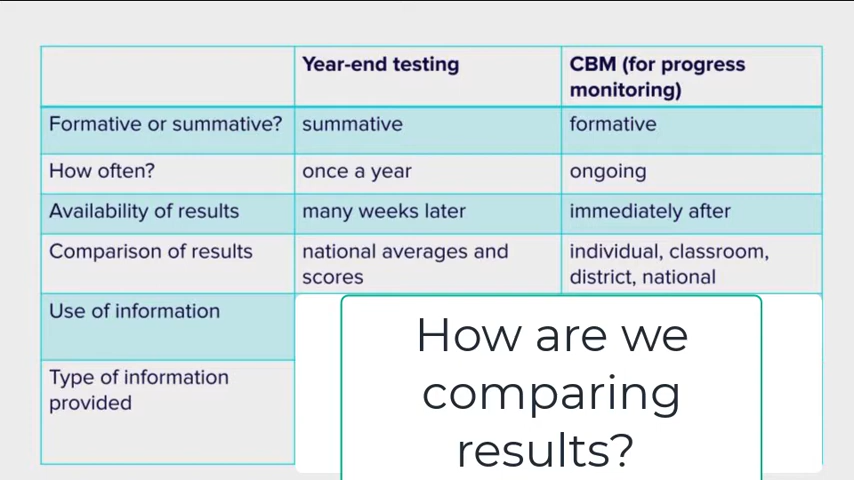 Year-end testing
CBM (for progress
monitoring)
Formative or summative?
summative
formative
How often?
once a year
ongoing
Availability of results
many weeks later
immediately after
Comparison of results
national averages and
scores
individual, classroom,
district, national
Use of information
Type of information
provided
How are we
comparing
results?